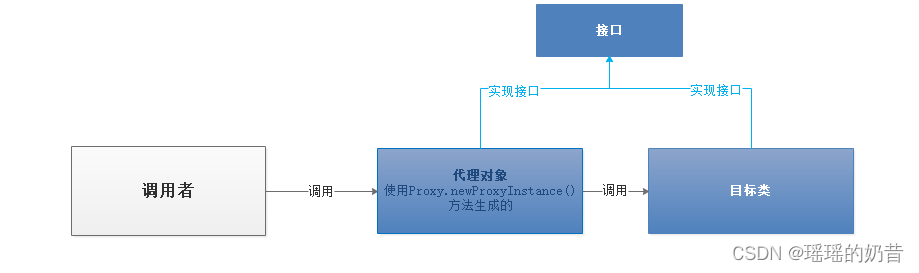 接口
实现接口
实现接口
调用者
调用
代理对象
使用Proxy.newProxyInstance()
方法生成的
调用
目标类
CSDN @瑶瑶的奶昔